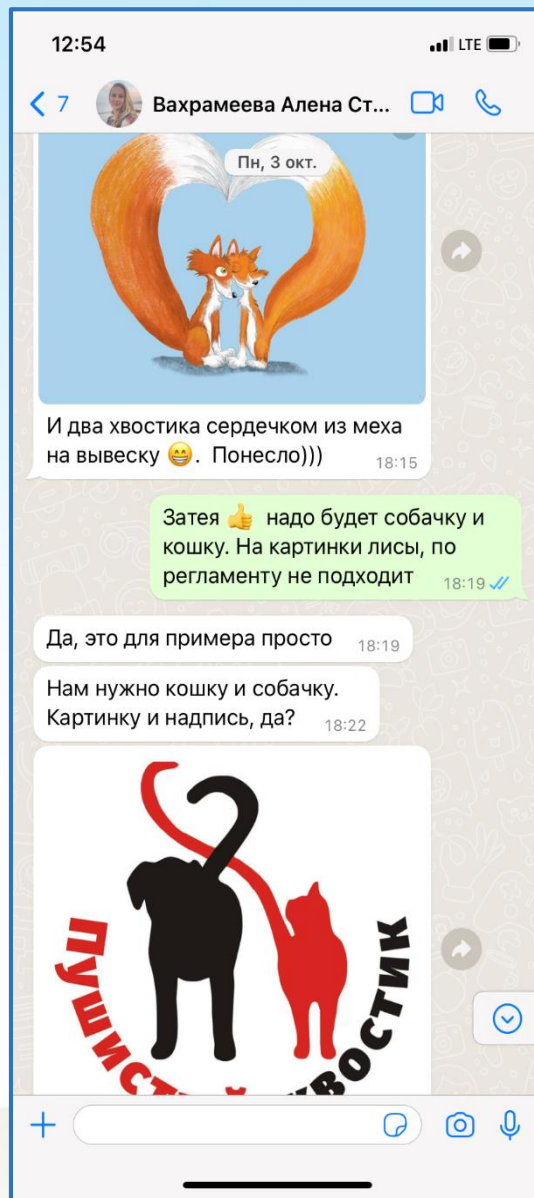 12:54
LTE
7
Вахрамеева Алена Ст...
Пн, 3 окт.
И два хвостика сердечком из меха
на вывеску 😁. Понесло)))
18:15
Затея 👍 надо будет собачку и
кошку. На картинки лисы, по
регламенту не подходит
18:19
Да, это для примера просто
18:19
Нам нужно кошку и собачку.
Картинку и надпись, да?
18:22